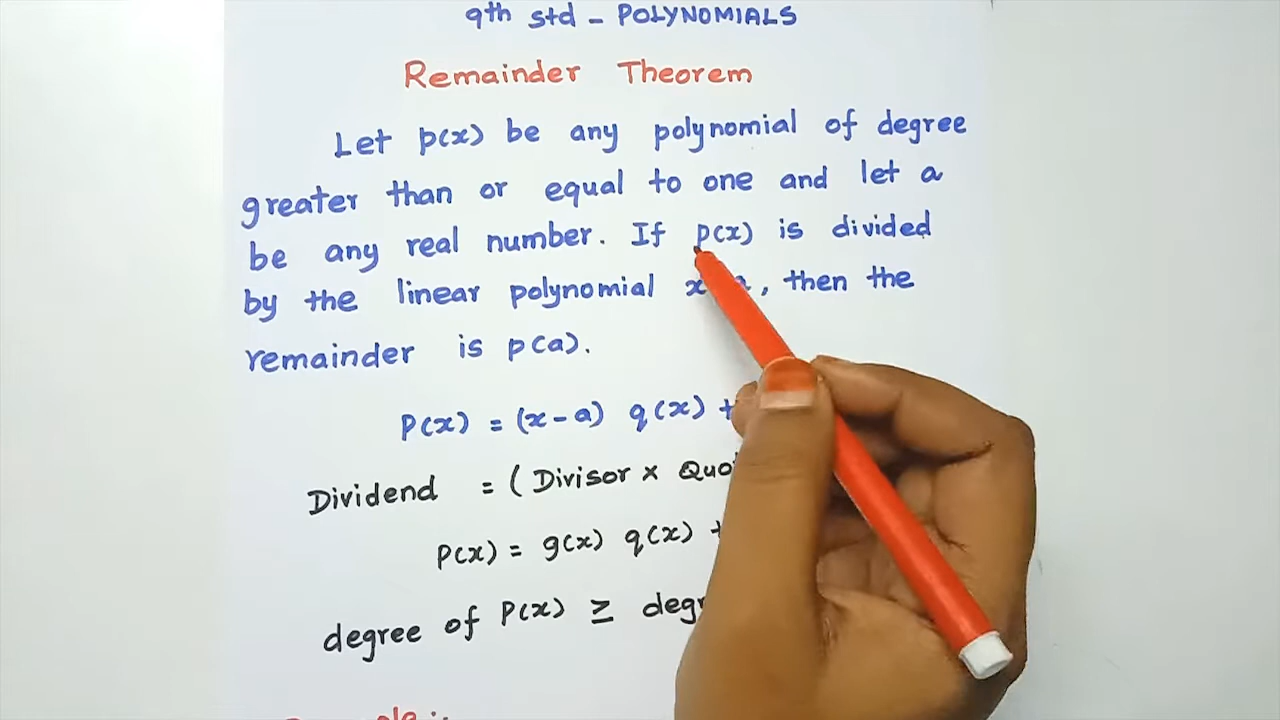 9th std - POLYNOMIALS
Remainder Theorem
Let p(x) be any polynomial of degree
greater than or equal to one and let a
be any real number. If p(x) is divided
by the linear polynomial x-a, then the
remainder is p(a).
P(x) = (x-a) q(x) +
Dividend = ( Divisor x
P(x) = g(x) q(x) +
degree of P(x) ≥